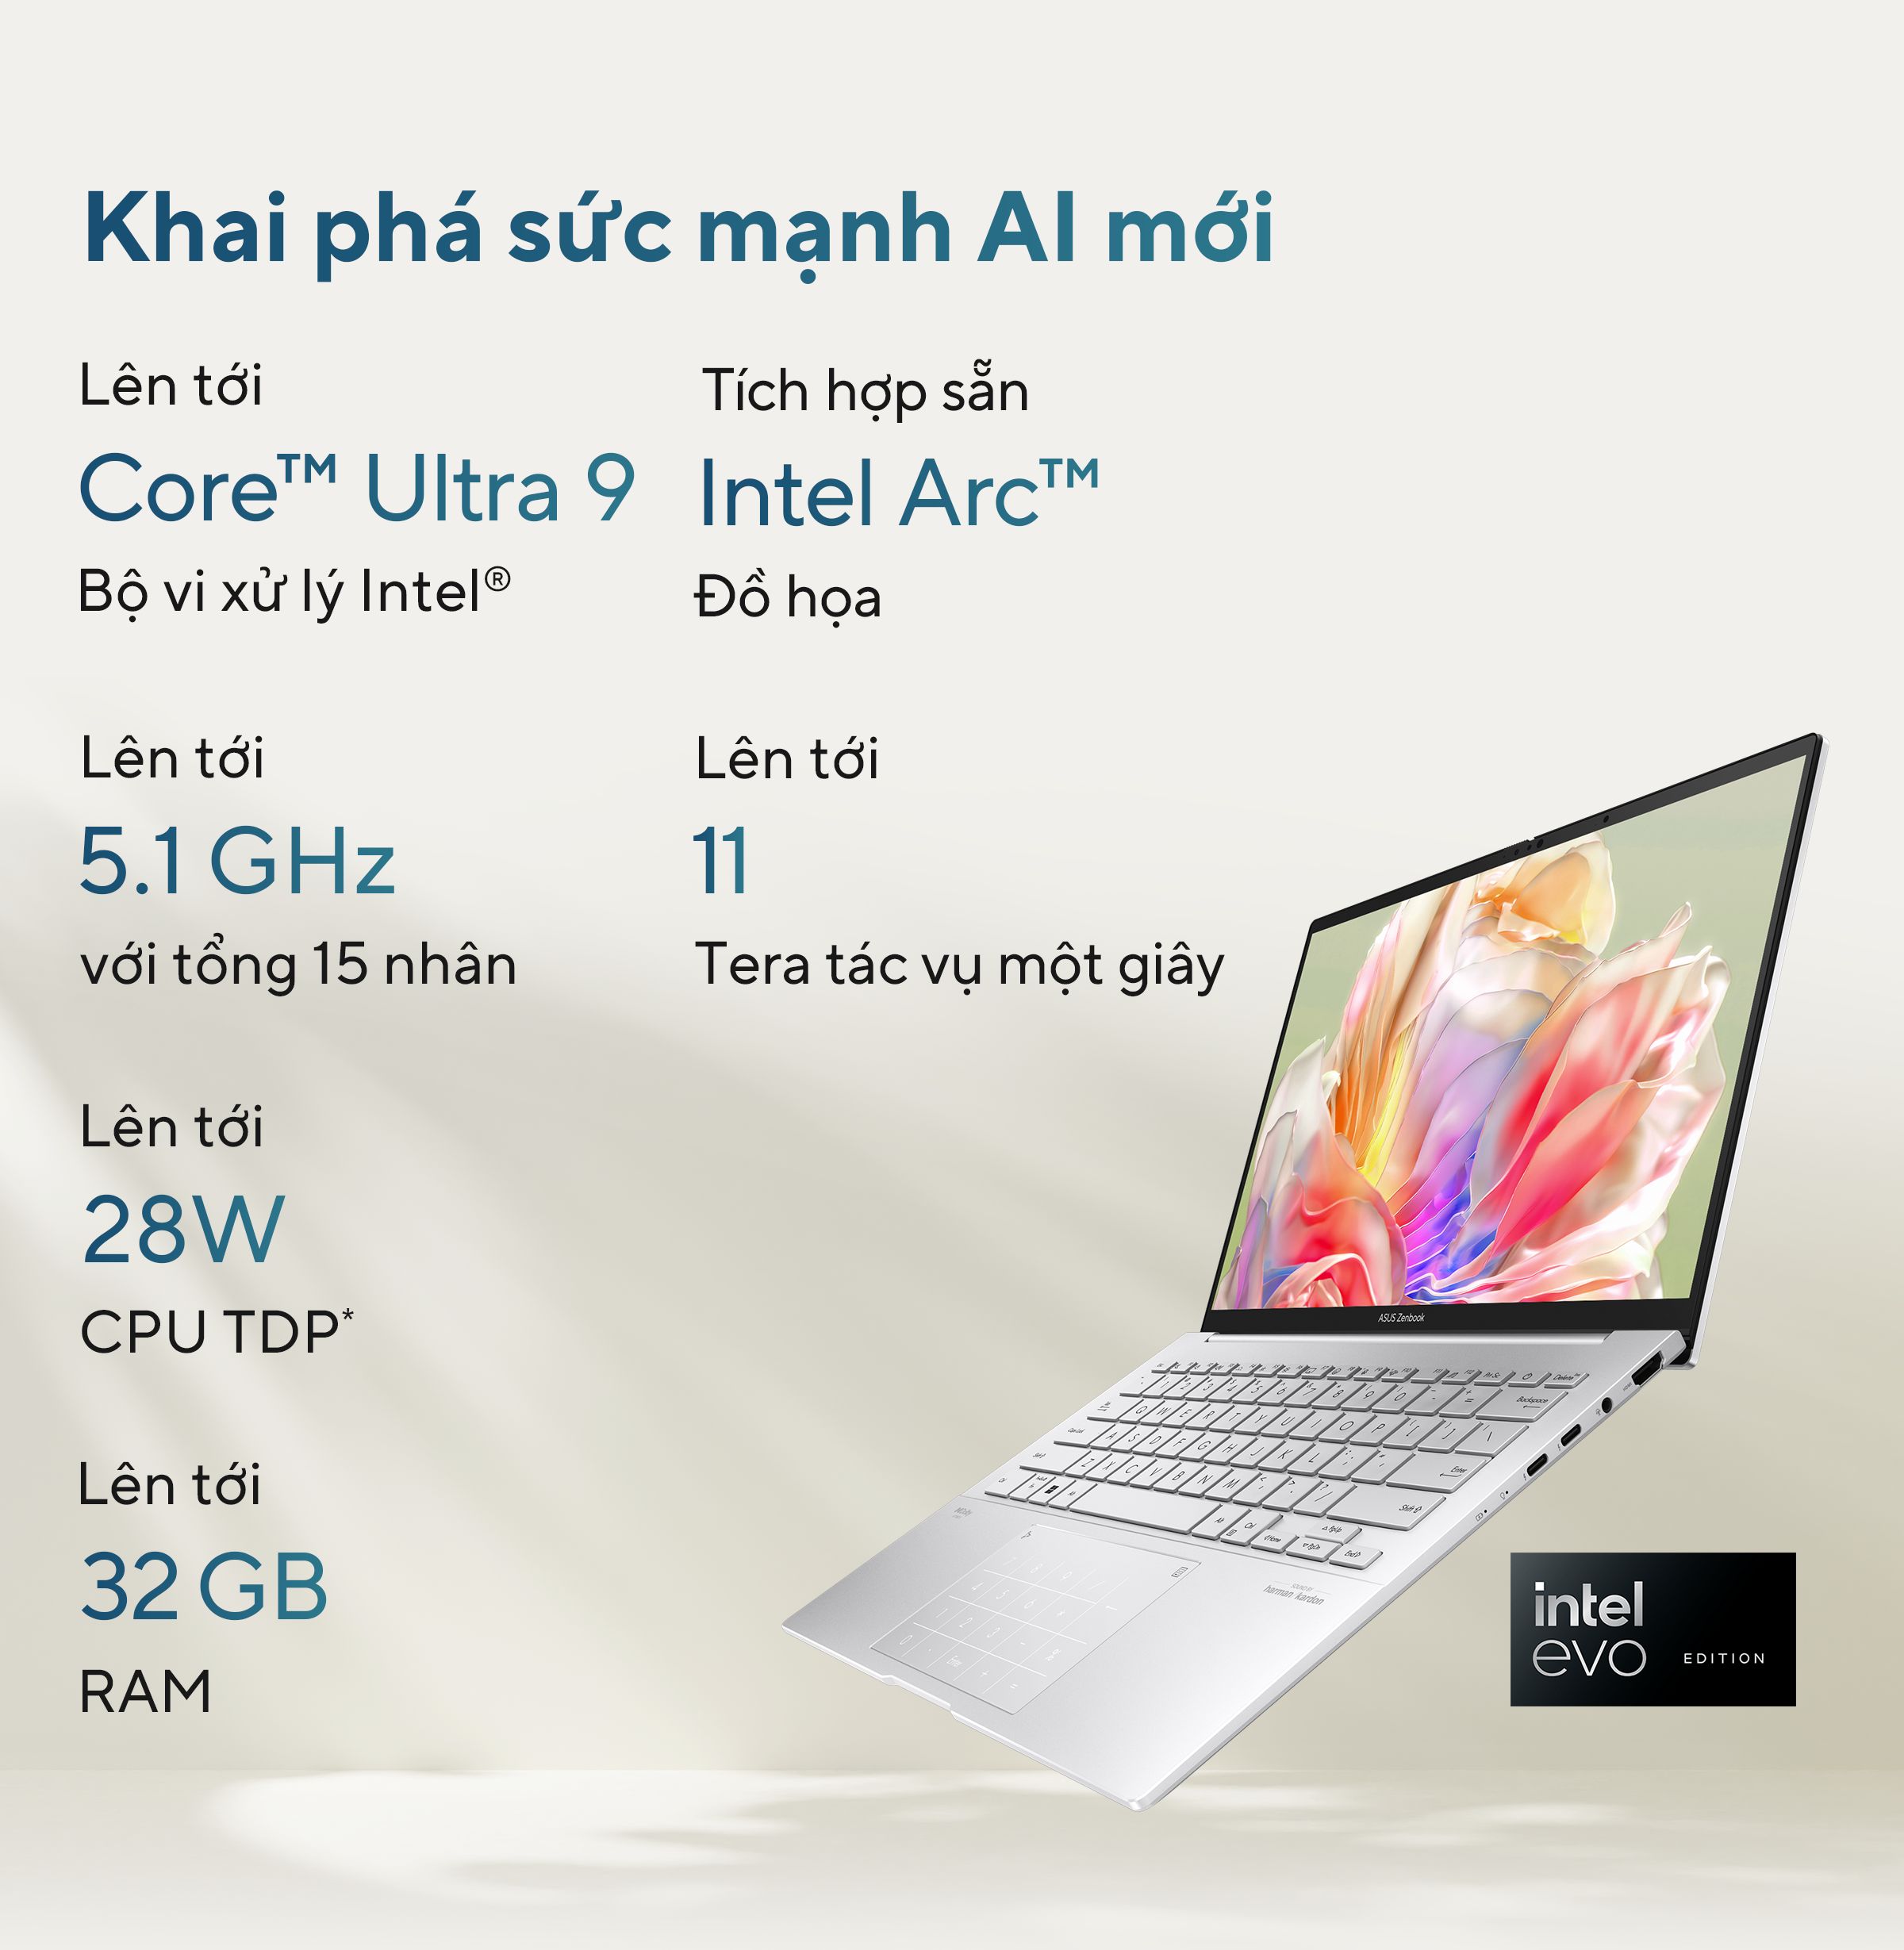 Khai phá sức mạnh AI mới
Lên tới
Core™ Ultra 9
Bộ vi xử lý Intel®
Tích hợp sẵn
Intel Arc™
Đồ họa
Lên tới
5.1 GHz
với tổng 15 nhân
Lên tới
11
Tera tác vụ một giây
Lên tới
28W
CPU TDP*
Lên tới
32 GB
RAM
ASUS Zenbook
harman/kardon
intel
evo EDITION